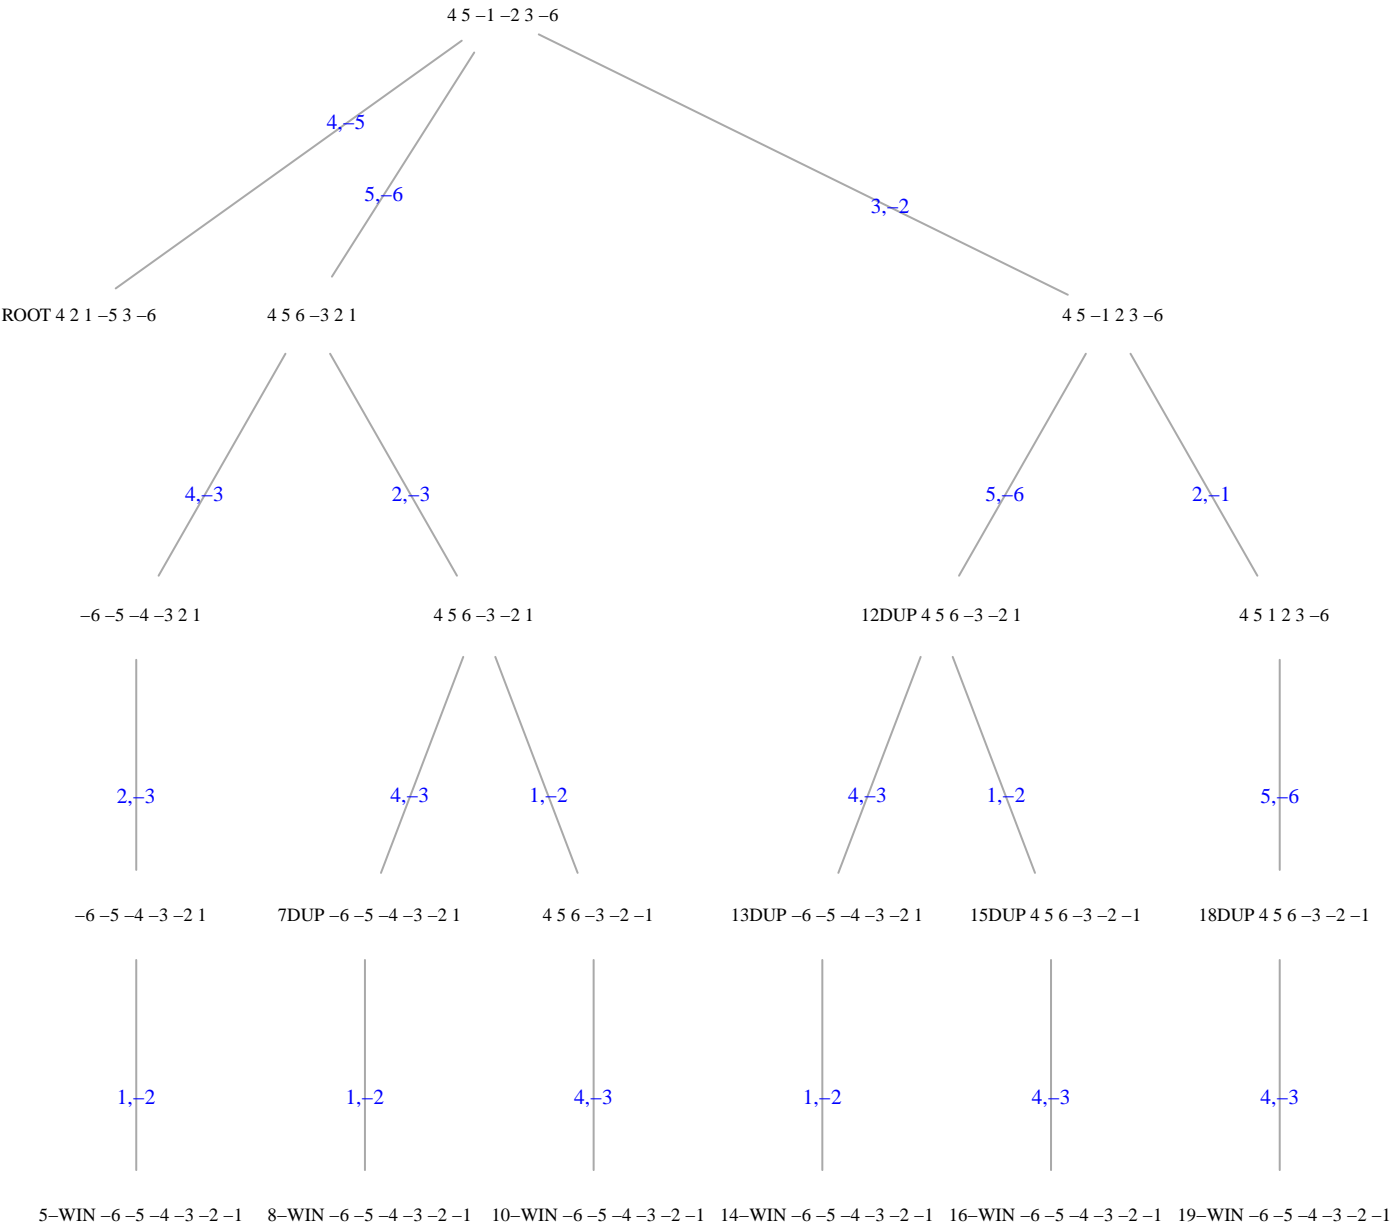 4 5 –1 –2 3 –6
4,–5
5,–6
3,–2
ROOT 4 2 1 –5 3 –6
4 5 6 –3 2 1
4 5 –1 2 3 –6
4,–3
2,–3
5,–6
2,–1
–6 –5 –4 –3 2 1
4 5 6 –3 –2 1
12DUP 4 5 6 –3 –2 1
4 5 1 2 3 –6
2,–3
4,–3
1,–2
4,–3
1,–2
5,–6
–6 –5 –4 –3 –2 1
7DUP –6 –5 –4 –3 –2 1
4 5 6 –3 –2 –1
13DUP –6 –5 –4 –3 –2 1
15DUP 4 5 6 –3 –2 –1
18DUP 4 5 6 –3 –2 –1
1,–2
1,–2
4,–3
1,–2
4,–3
4,–3
5–WIN –6 –5 –4 –3 –2 –1
8–WIN –6 –5 –4 –3 –2 –1
10–WIN –6 –5 –4 –3 –2 –1
14–WIN –6 –5 –4 –3 –2 –1
16–WIN –6 –5 –4 –3 –2 –1
19–WIN –6 –5 –4 –3 –2 –1